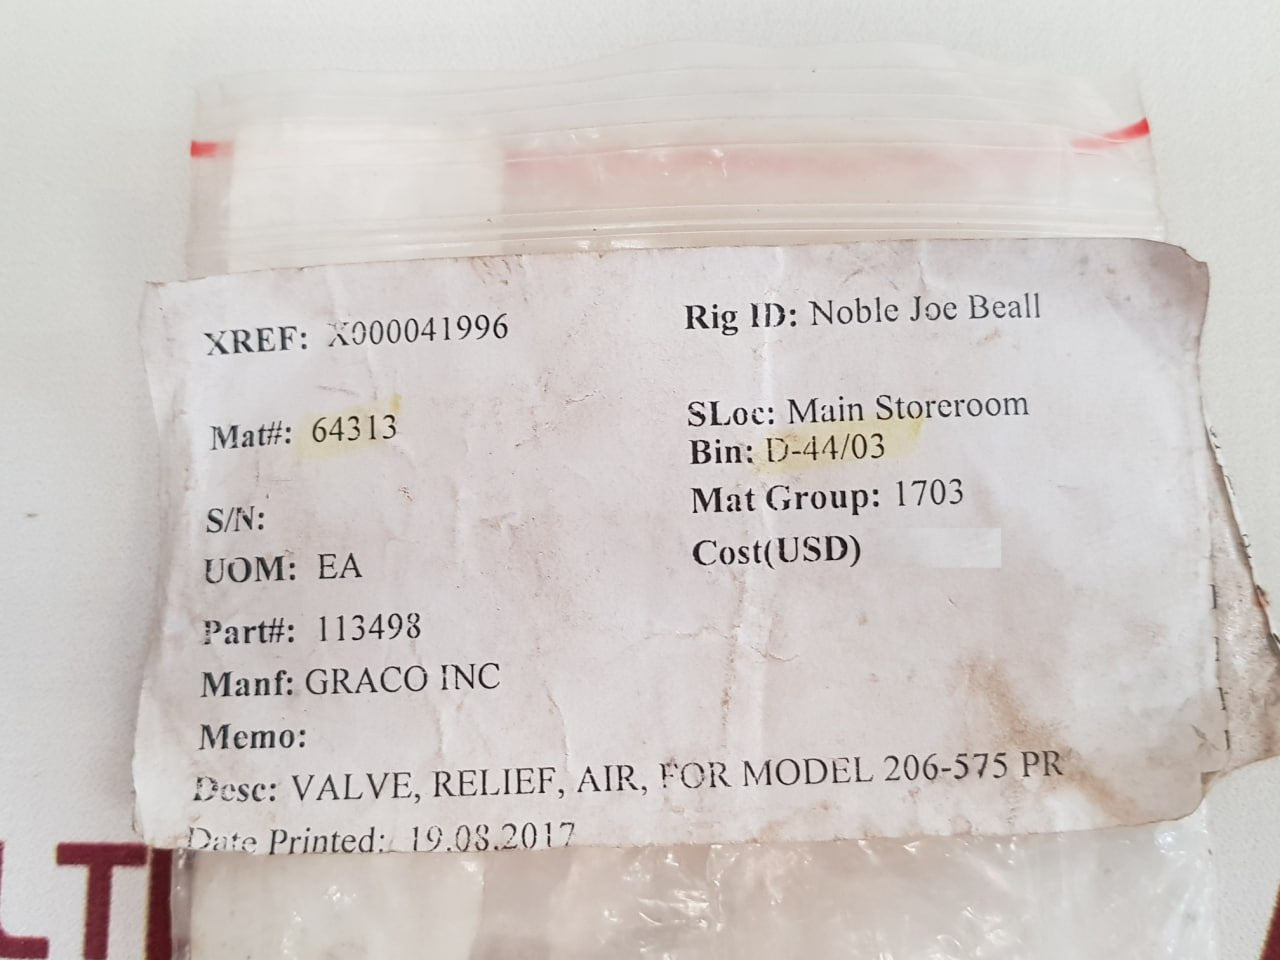 XREF: X000041996
Rig ID: Noble Joe Beall
Mat#: 64313
SLoc: Main Storeroom
Bin: D-44/03
S/N:
Mat Group: 1703
UOM: EA
Cost(USD)
Part#: 113498
Manf: GRACO INC
Memo:
Desc: VALVE, RELIEF, AIR, FOR MODEL 206-575 PR
Date Printed: 19.08.2017
LTI